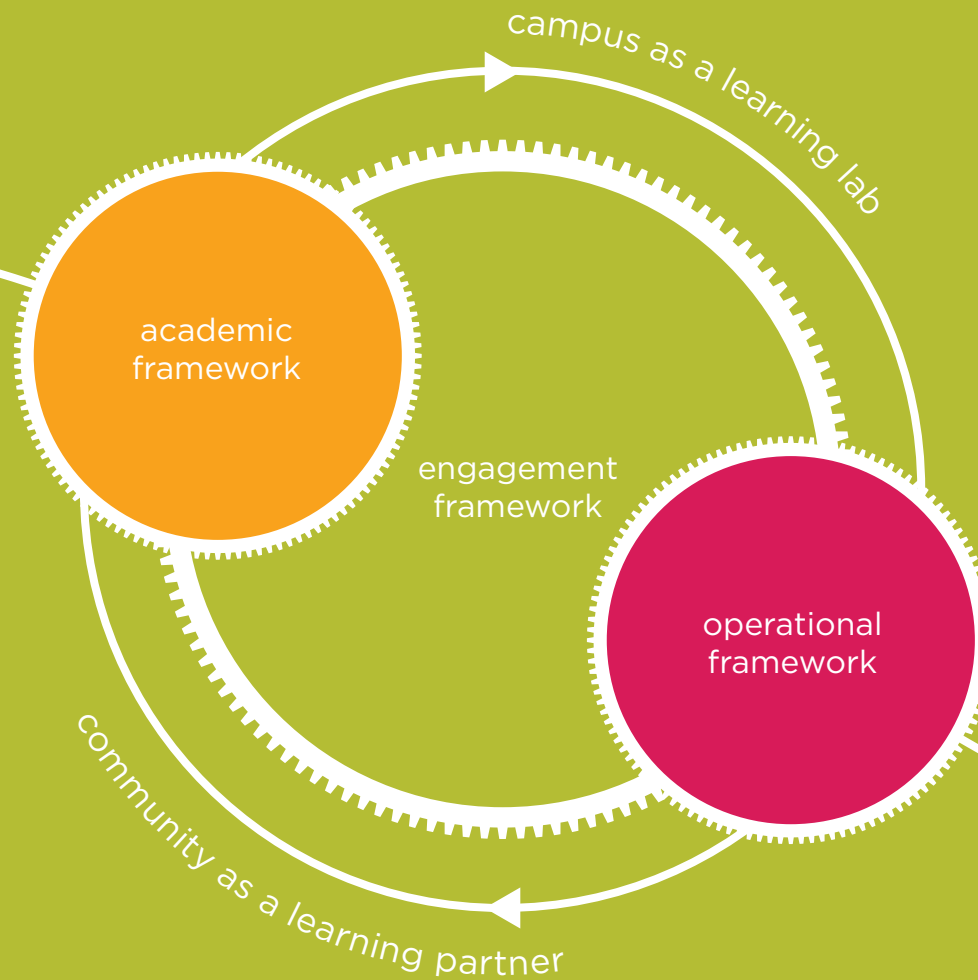 campus as a learning lab
academic
framework
engagement
framework
operational
framework
community as a learning partner